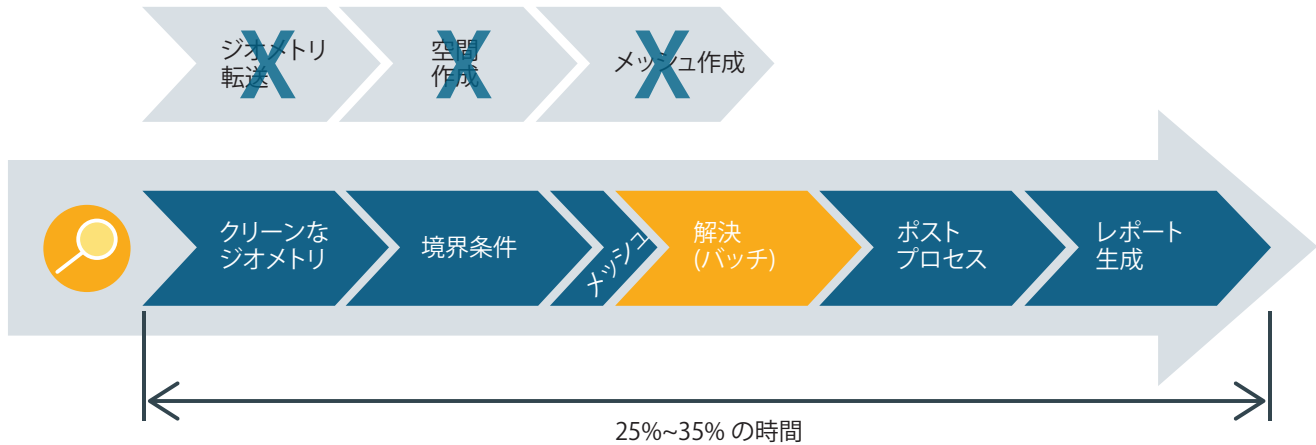 ジオメトリ
転送
X
空間
作成
X
メッシュ作成
X
クリーンな
ジオメトリ
境界条件
メッシュ
解決
(バッチ)
ポスト
プロセス
レポート
生成
25%~35% の時間